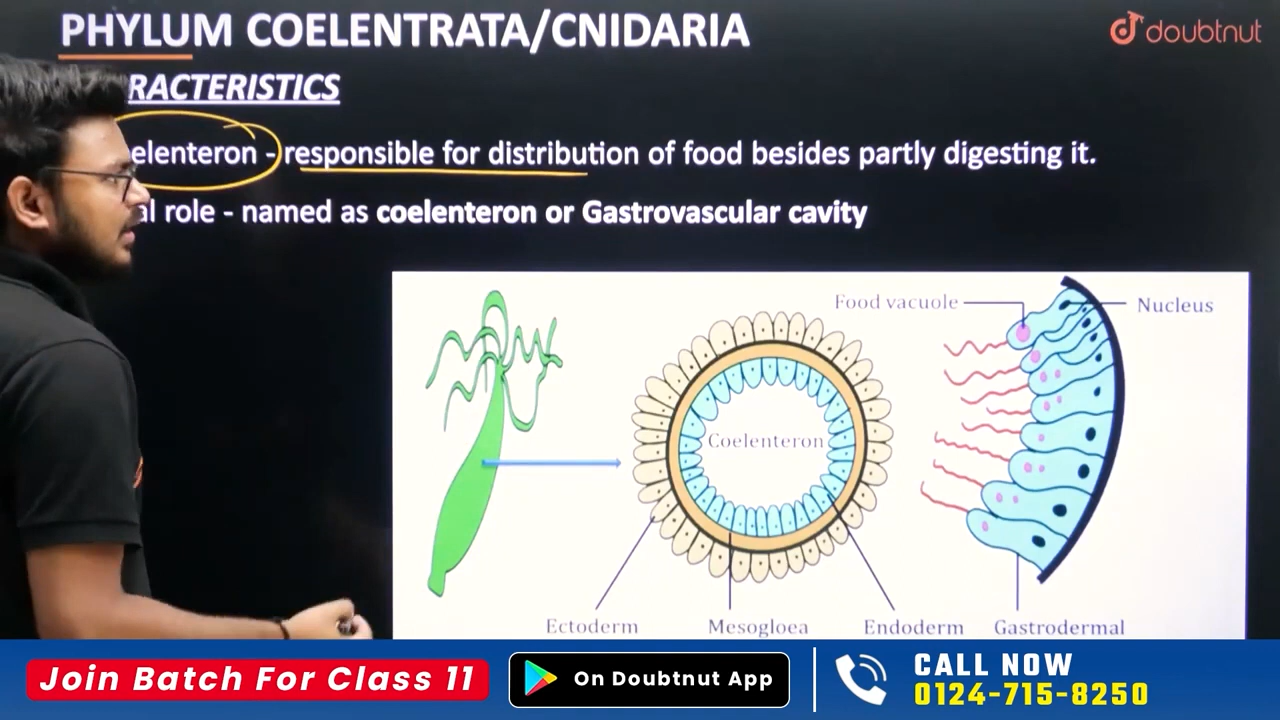 PHYLUM COELENTRATA/CNIDARIA
doubtnut
RACTERISTICS
elenteron - responsible for distribution of food besides partly digesting it.
al role - named as coelenteron or Gastrovascular cavity
Food vacuole
Nucleus
Coelenteron
Ectoderm
Mesogloea
Endoderm
Gastrodermal
Join Batch For Class 11
On Doubtnut App
CALL NOW
0124-715-8250